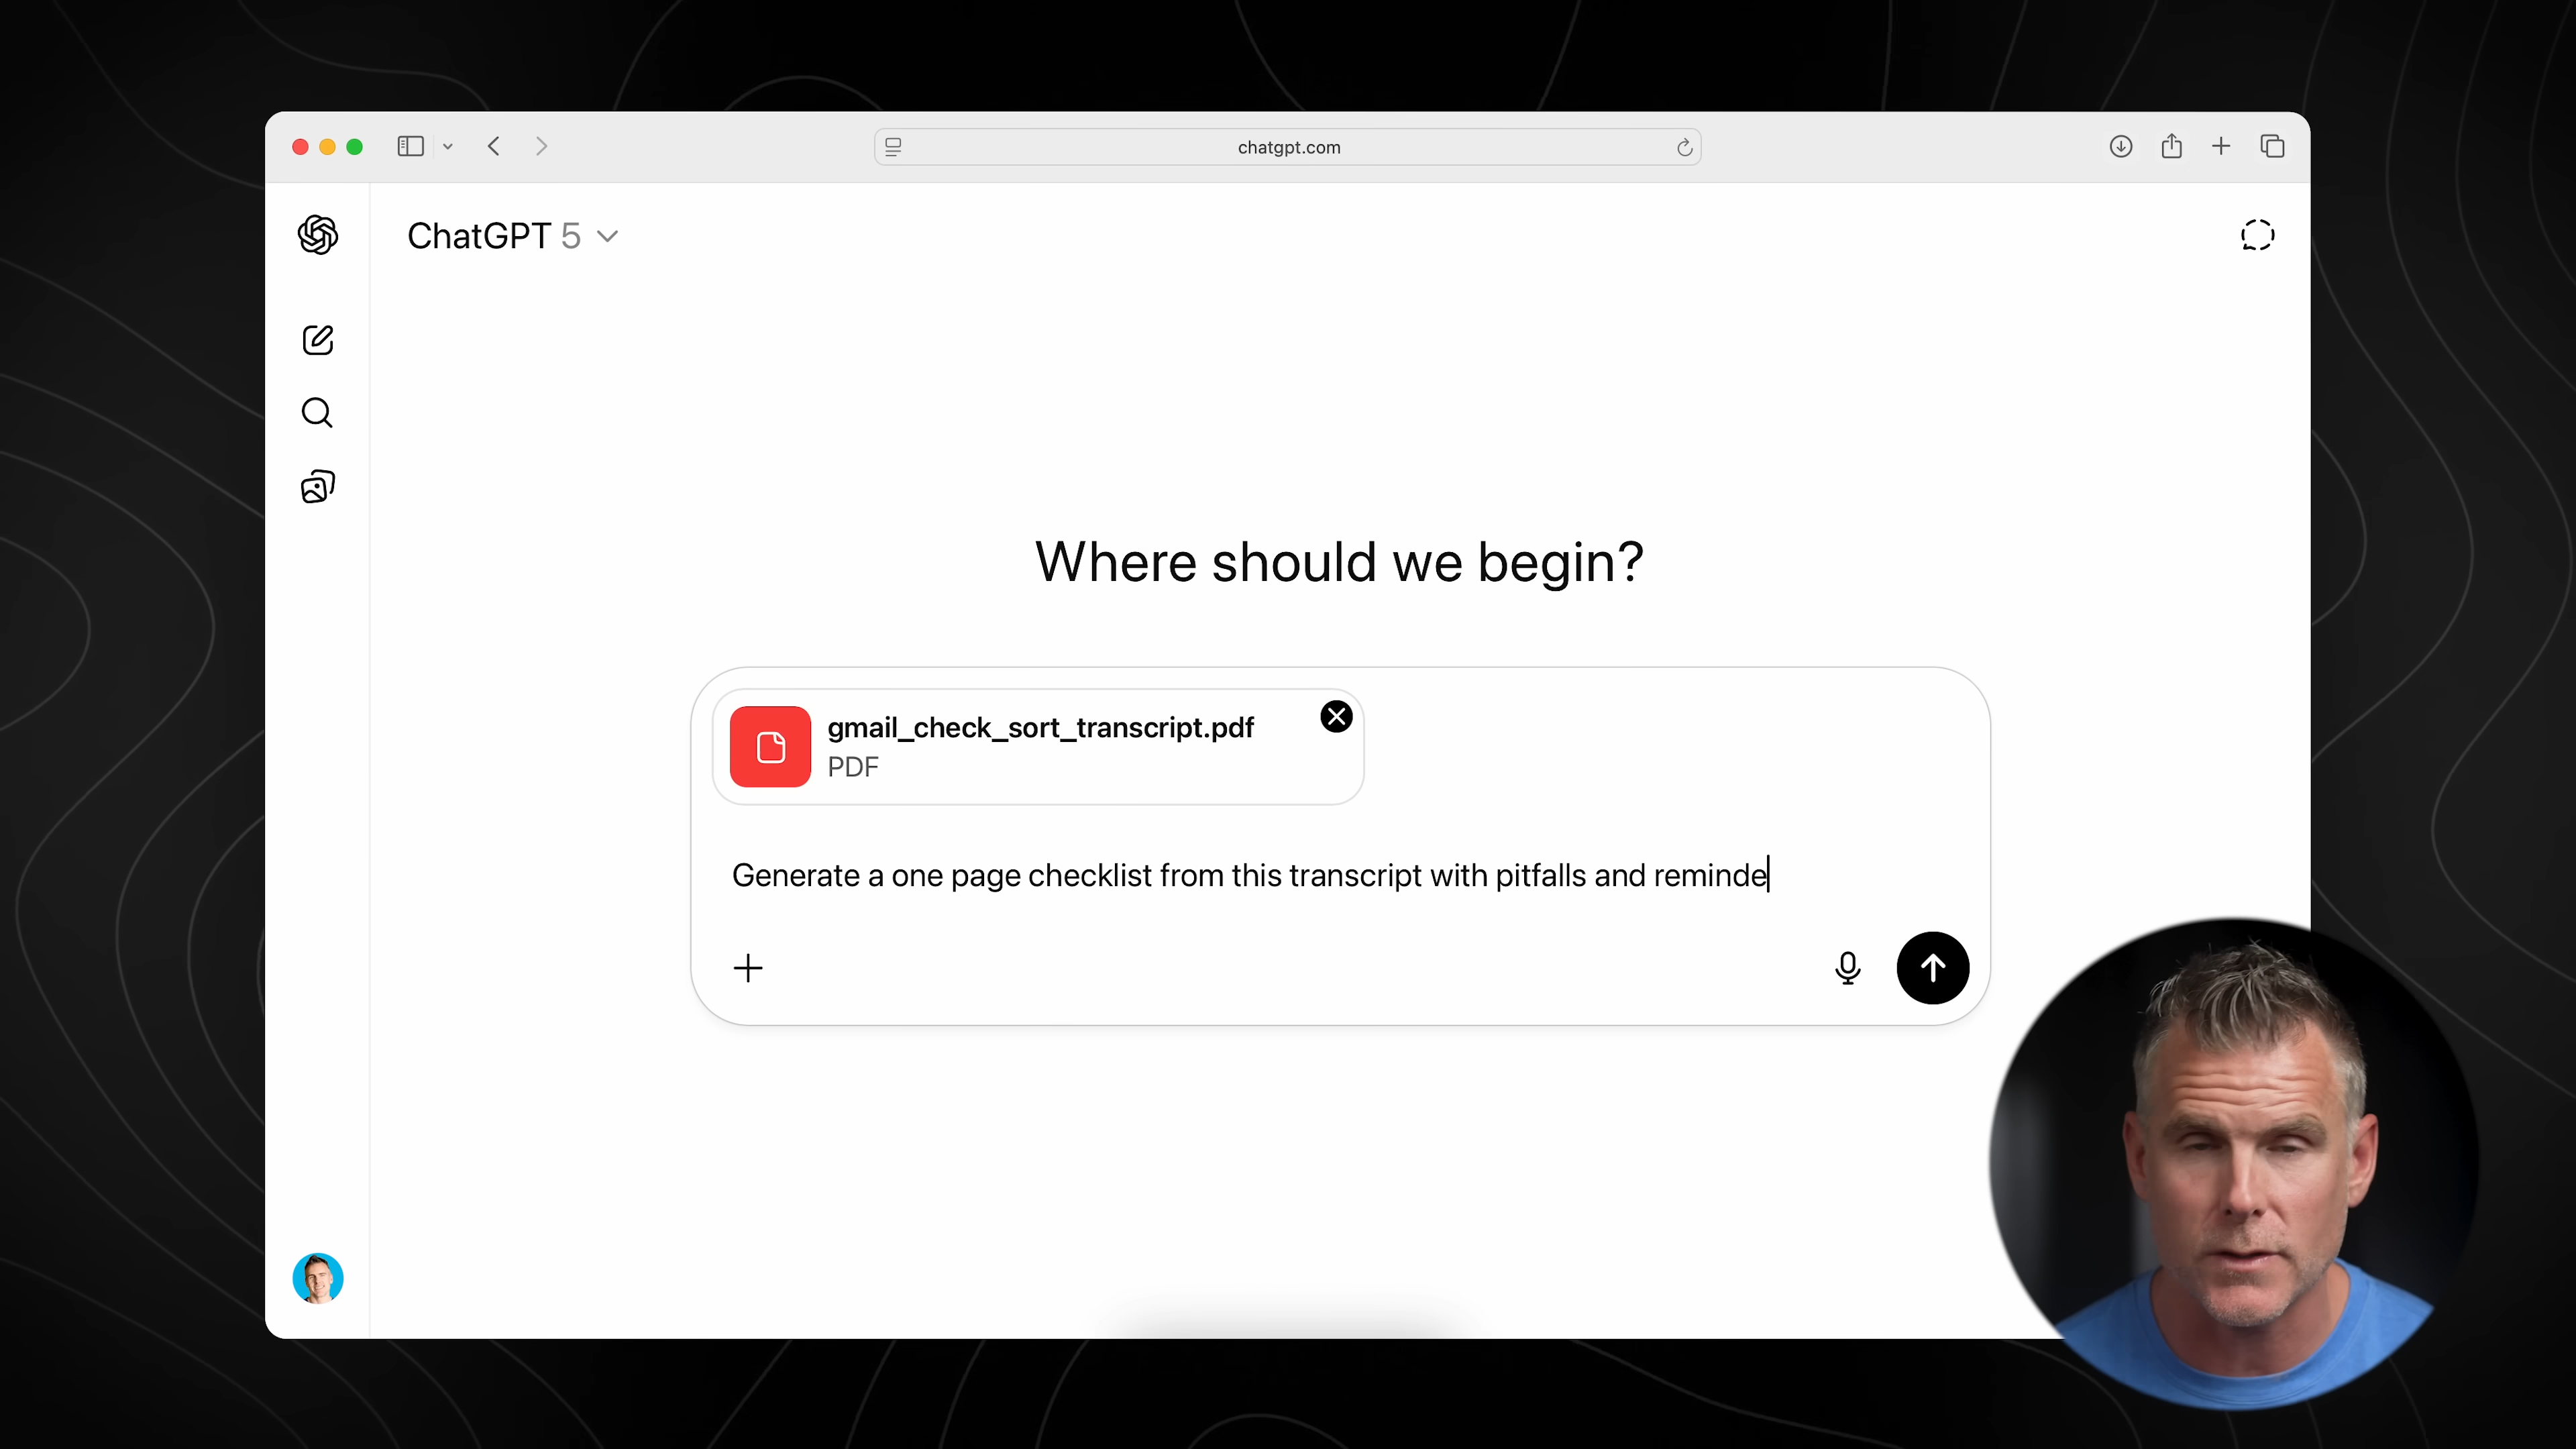 chatgpt.com
ChatGPT 5
Where should we begin?
gmail_check_sort_transcript.pdf
PDF
Generate a one page checklist from this transcript with pitfalls and reminde